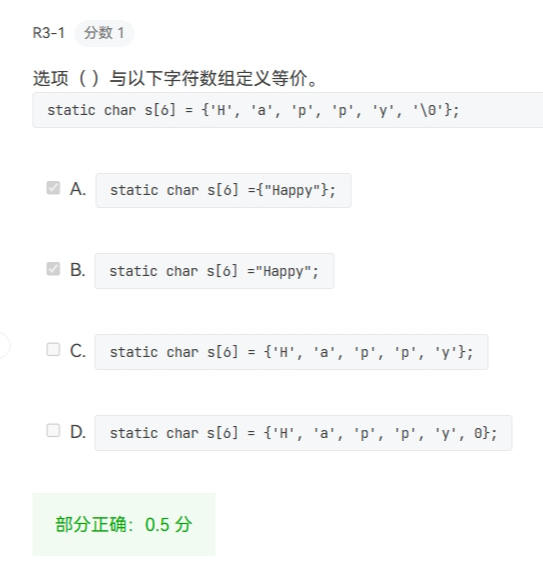 R3-1 分数 1
选项（ ）与以下字符数组定义等价。
static char s[6] = {'H', 'a', 'p', 'p', 'y', '\0'};
A. static char s[6] ={"Happy"};
B. static char s[6] ="Happy";
C. static char s[6] = {'H', 'a', 'p', 'p', 'y'};
D. static char s[6] = {'H', 'a', 'p', 'p', 'y', 0};
部分正确：0.5 分